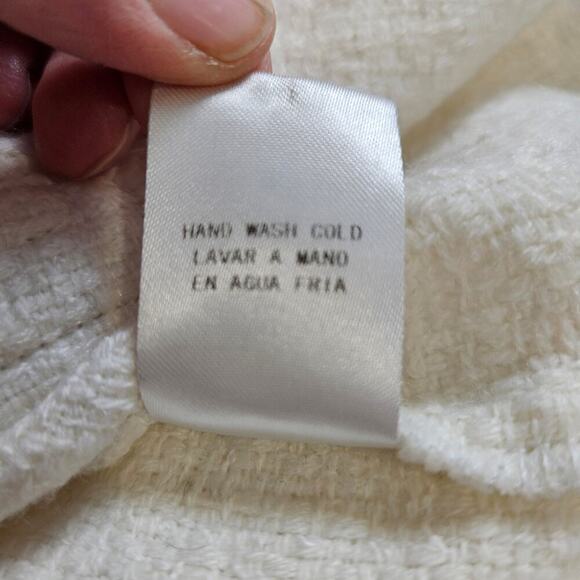 HAND WASH COLD
LAVAR A MANO
EN AGUA FRIA